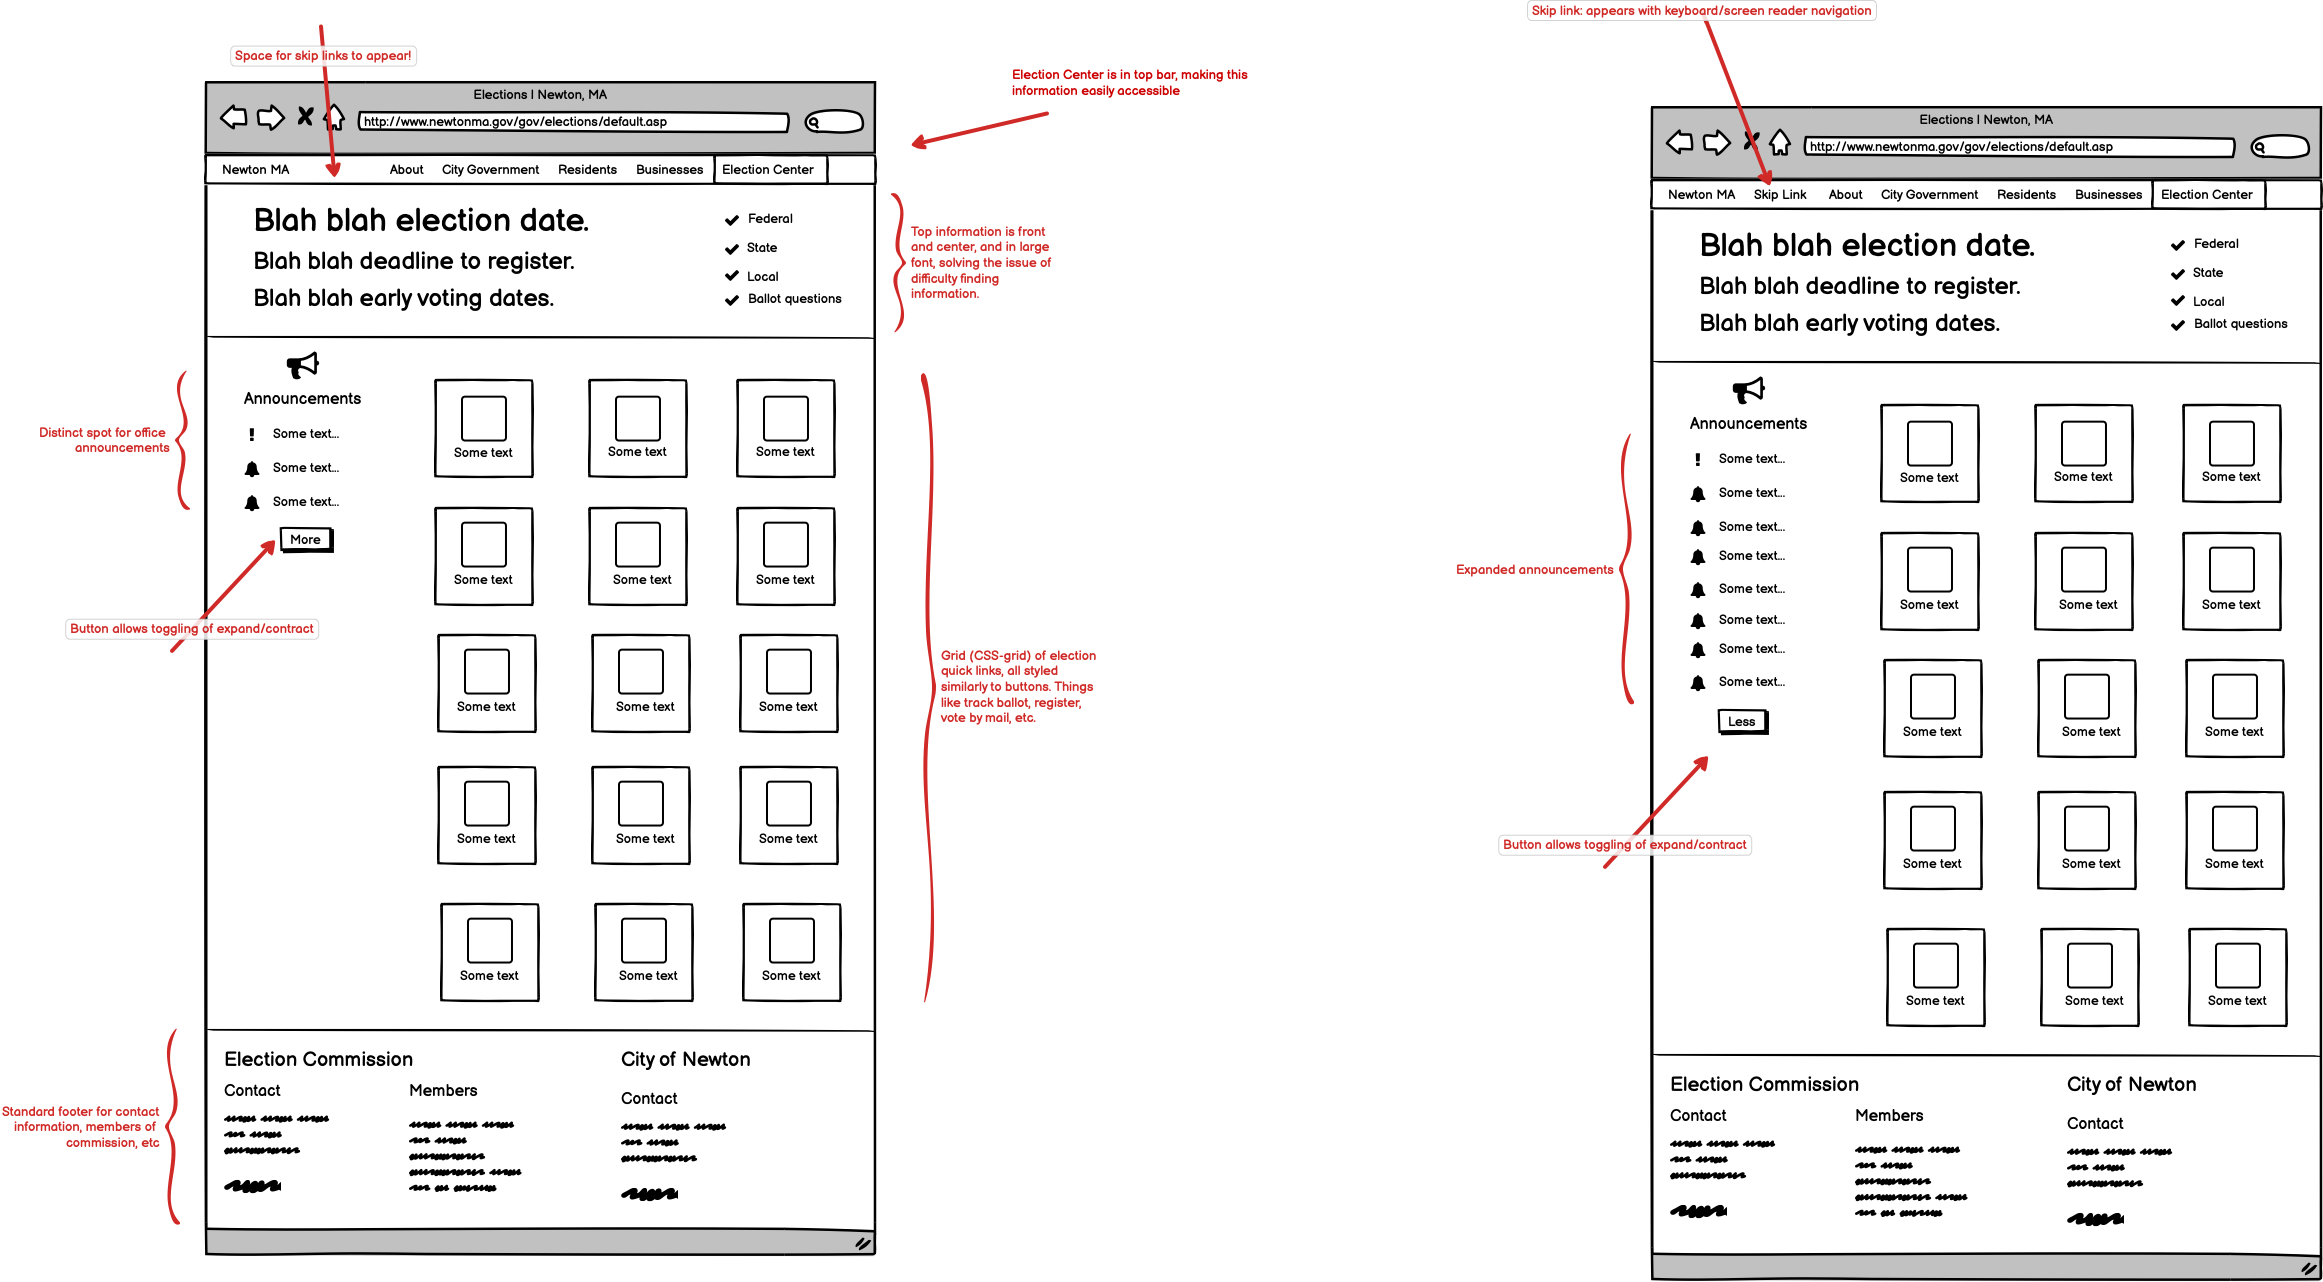 Space for skip links to appear!
Elections | Newton, MA
http://www.newtonma.gov/gov/elections/default.asp
Election Center is in top bar, making this
information easily accessible
Newton MA About City Government Residents Businesses Election Center
Blah blah election date.
Blah blah deadline to register.
Blah blah early voting dates.
Federal
State
Local
Ballot questions
Top information is front
and center, and in large
font, solving the issue of
difficulty finding
information.
Distinct spot for office
announcements
Announcements
! Some text...
Some text...
Some text...
More
Button allows toggling of expand/contract
Some text Some text Some text
Some text Some text Some text
Some text Some text Some text
Some text Some text Some text
Some text Some text Some text
Grid (CSS-grid) of election
quick links, all styled
similarly to buttons. Things
like track ballot, register,
vote by mail, etc.
Standard footer for contact
information, members of
commission, etc
Election Commission
Contact
Members
City of Newton
Contact
Skip link: appears with keyboard/screen reader navigation
Elections | Newton, MA
http://www.newtonma.gov/gov/elections/default.asp
Newton MA Skip Link About City Government Residents Businesses Election Center
Blah blah election date.
Blah blah deadline to register.
Blah blah early voting dates.
Federal
State
Local
Ballot questions
Expanded announcements
Announcements
! Some text...
Some text...
Some text...
Some text...
Some text...
Some text...
Some text...
Some text...
Less
Button allows toggling of expand/contract
Some text Some text Some text
Some text Some text Some text
Some text Some text Some text
Some text Some text Some text
Some text Some text Some text
Election Commission
Contact
Members
City of Newton
Contact